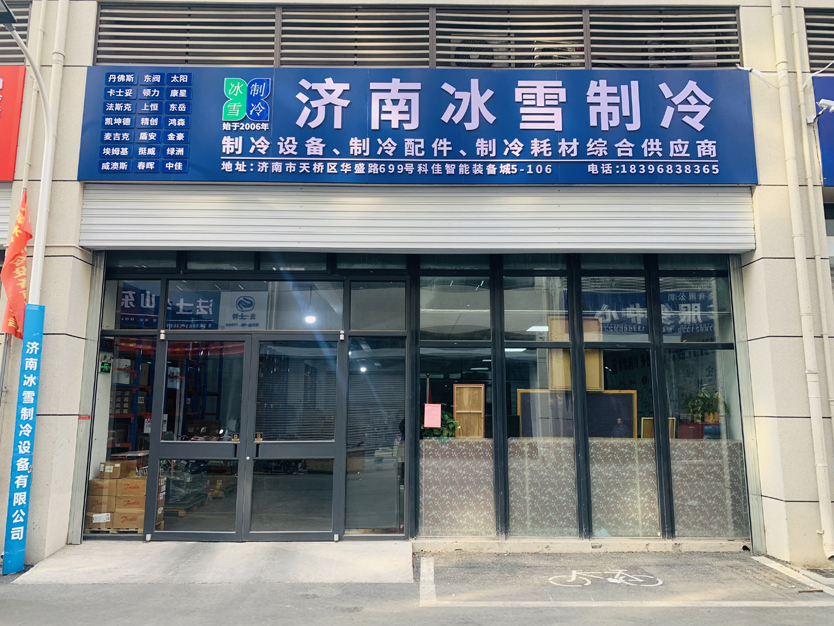 丹佛斯 东阀 太阳
卡士妥 顿力 康星
法斯克 上恒 东岳
凯坤德 精创 鸿森
麦吉克 盾安 金豪
埃姆基 挺威 绿洲
威澳斯 春晖 中佳
冰雪 制冷
始于2006年
济南冰雪制冷
制冷设备、制冷配件、制冷耗材综合供应商
地址:济南市天桥区华盛路699号科佳智能装备城5-106 电话:18396838365
济南冰雪制冷设备有限公司